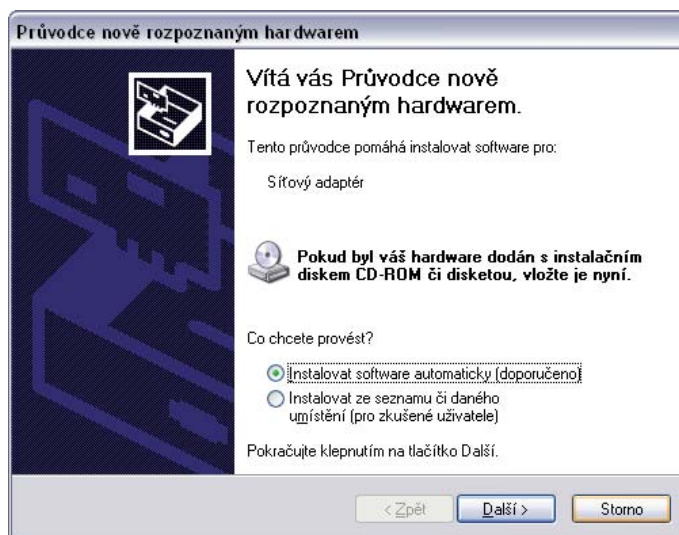 Průvodce nově rozpoznaným hardwarem
Vítá vás Průvodce nově
rozpoznaným hardwarem.
Tento průvodce pomáhá instalovat software pro:
Síťový adaptér
Pokud byl váš hardware dodán s instalačním
diskem CD-ROM či disketou, vložte je nyní.
Co chcete provést?
Instalovat software automaticky (doporučeno)
Instalovat ze seznamu či daného
umístění (pro zkušené uživatele)
Pokračujte klepnutím na tlačítko Další.
< Zpět
Další >
Storno